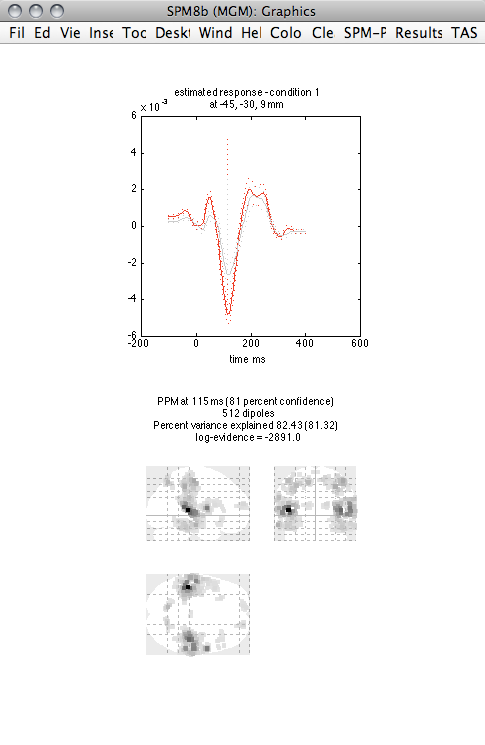 SPM8b (MGM): Graphics
Fil Ed Vie Inse Too Deskt Wind Hel Colo Cle SPM-F Results TAS
estimated response - condition 1
at -45, -30, 9 mm
x 10^-3
6
4
2
0
-2
-4
-6
-200 0 200 400 600
time ms
PPM at 115 ms (81 percent confidence)
512 dipoles
Percent variance explained 82.43 (81.32)
log-evidence = -2891.0